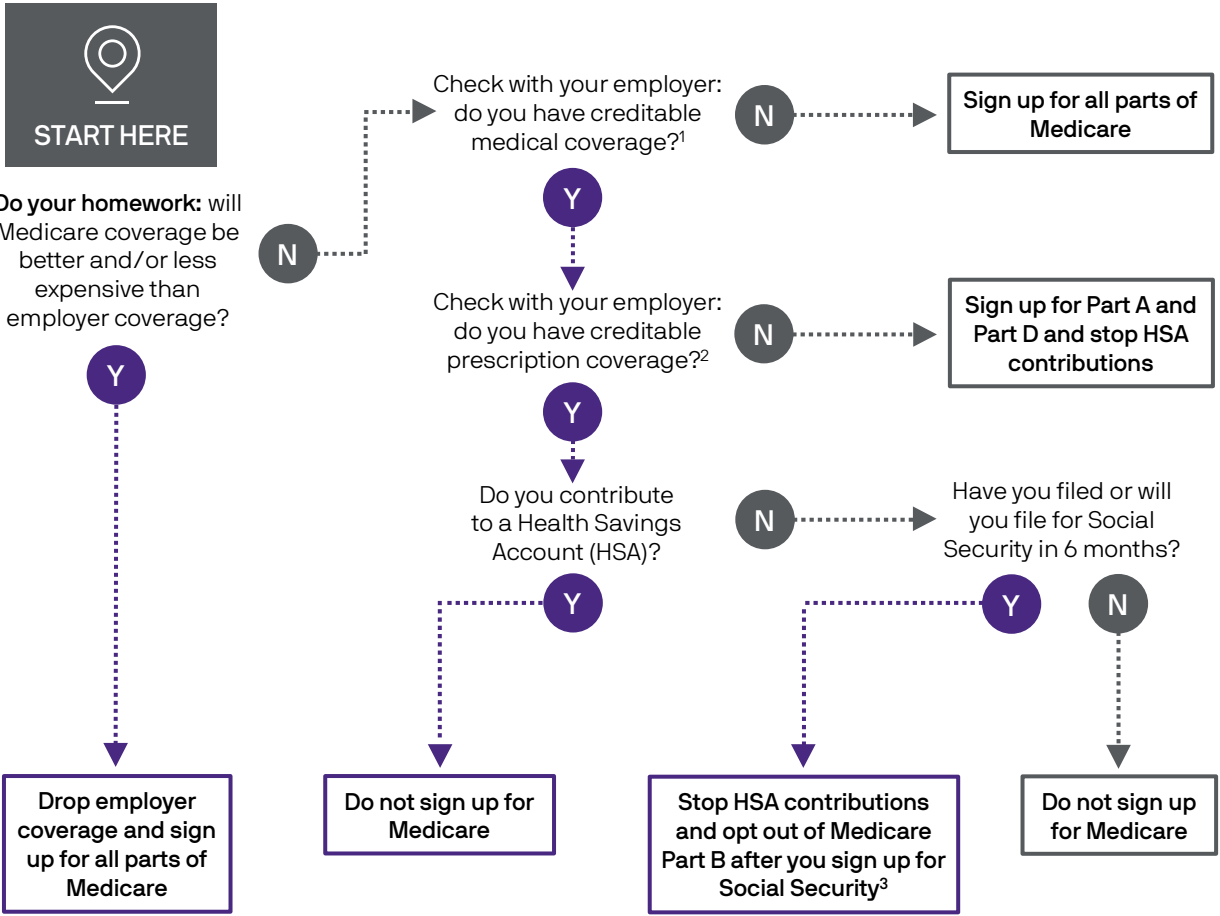 START HERE
Do your homework: will
Medicare coverage be
better and/or less
expensive than
employer coverage?
N
Y
Check with your employer:
do you have creditable
medical coverage?¹
N
Sign up for all parts of
Medicare
Y
Check with your employer:
do you have creditable
prescription coverage?²
N
Sign up for Part A and
Part D and stop HSA
contributions
Y
Do you contribute
to a Health Savings
Account (HSA)?
N
Have you filed or will
you file for Social
Security in 6 months?
Y
Y
N
Drop employer
coverage and sign
up for all parts of
Medicare
Do not sign up for
Medicare
Stop HSA contributions
and opt out of Medicare
Part B after you sign up for
Social Security³
Do not sign up
for Medicare